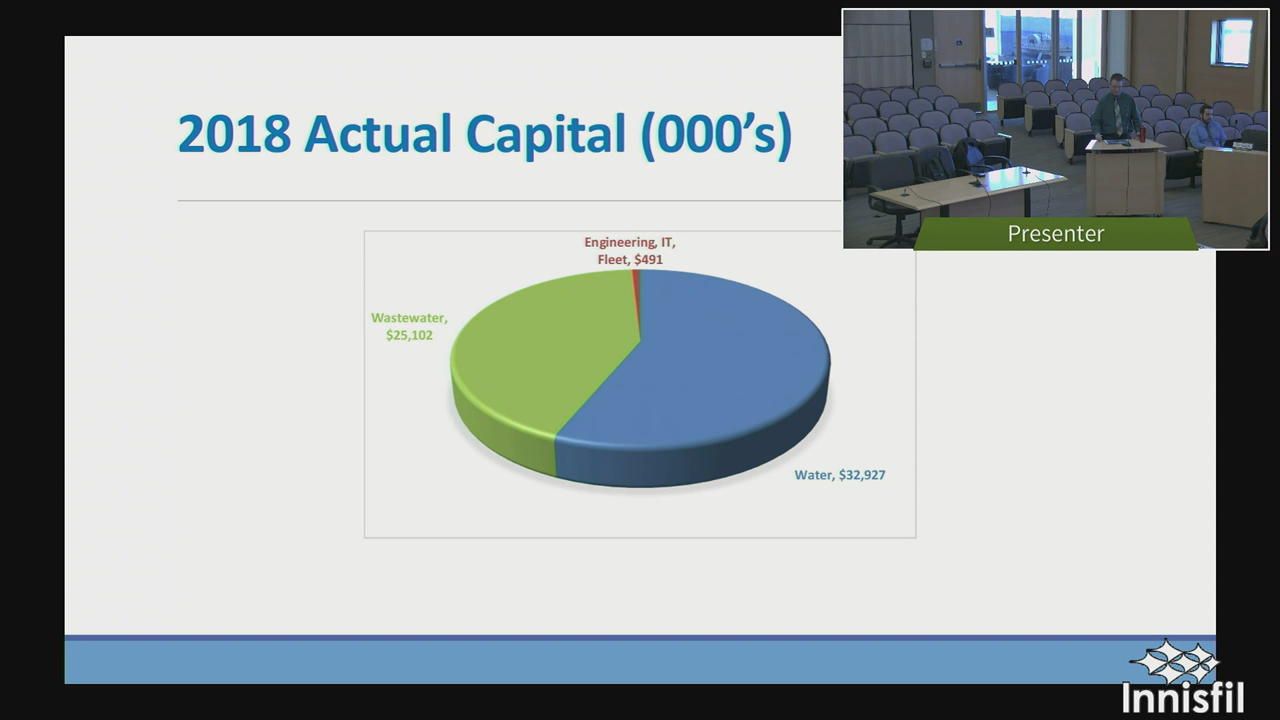 2018 Actual Capital (000's)
Engineering, IT,
Fleet, $491
Wastewater,
$25,102
Water, $32,927
Presenter
Innisfil